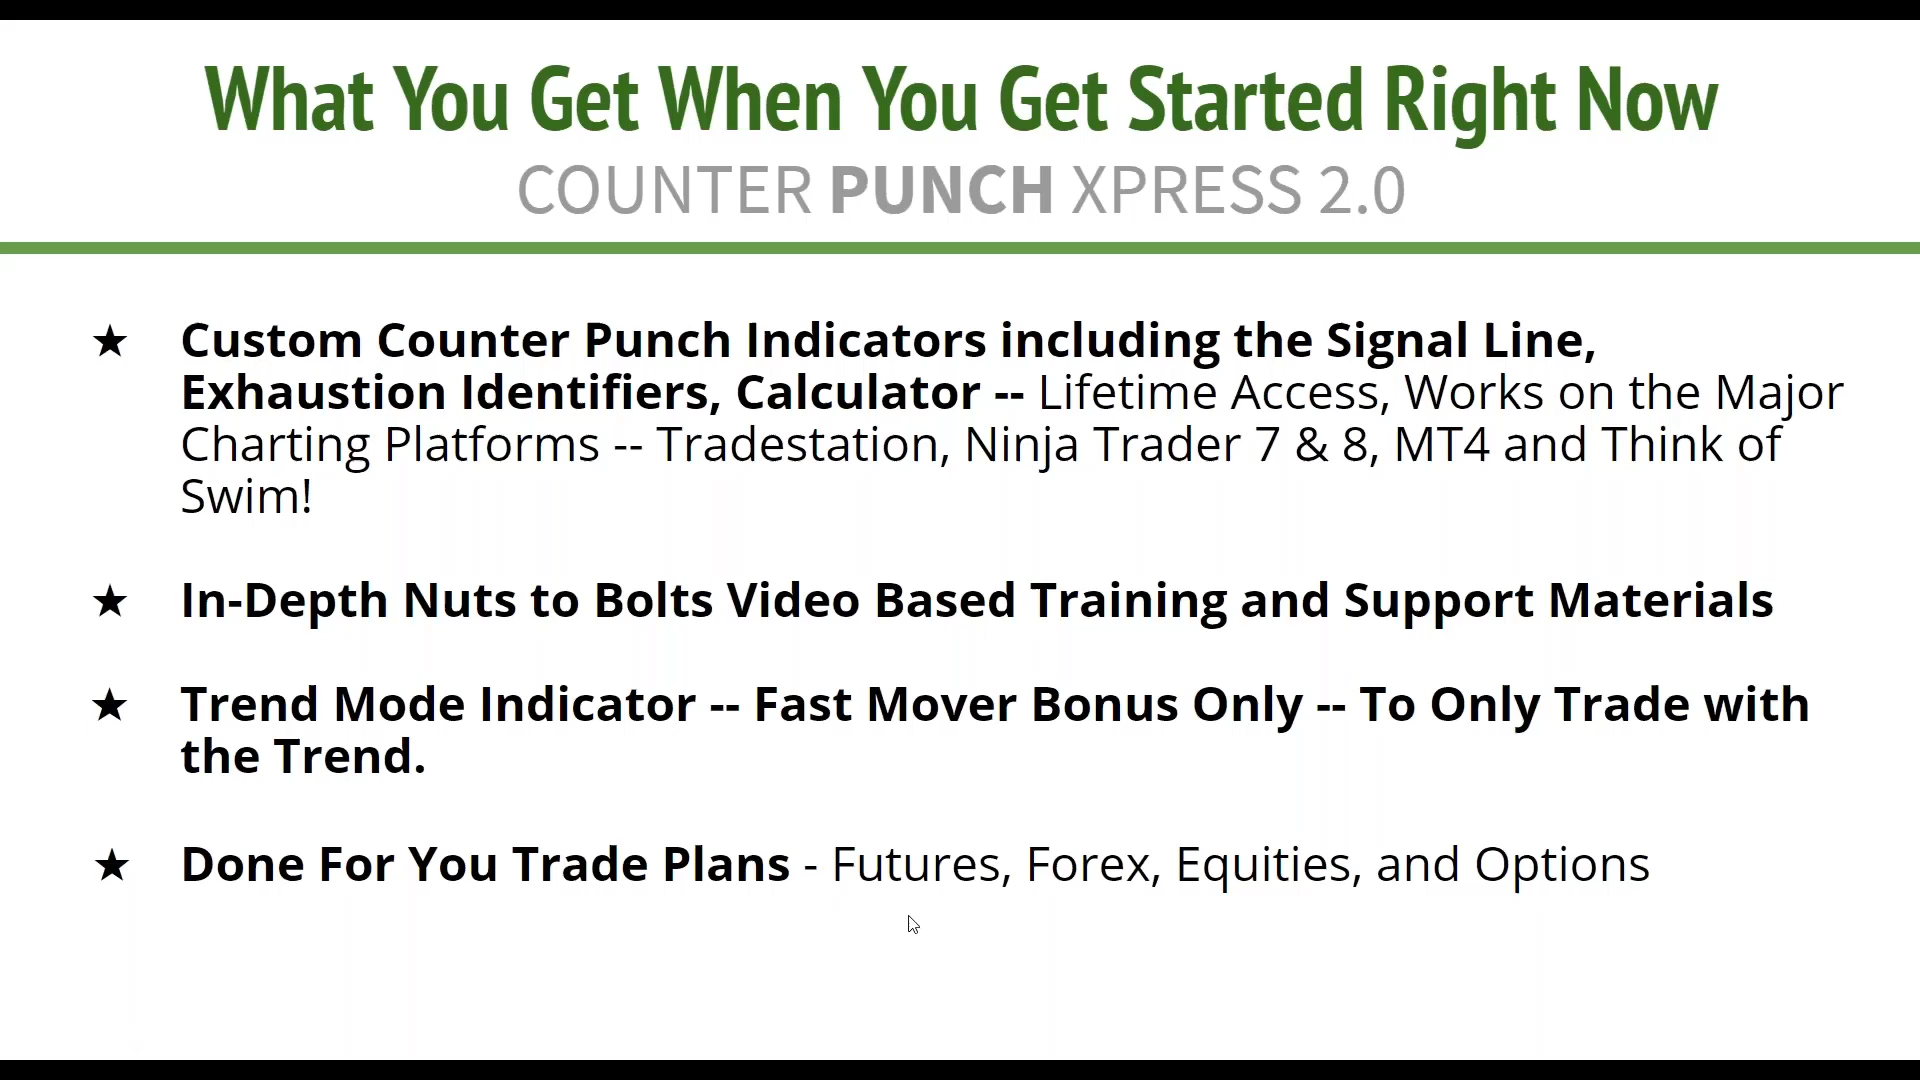 What You Get When You Get Started Right Now
COUNTER PUNCH XPRESS 2.0
★ Custom Counter Punch Indicators including the Signal Line,
Exhaustion Identifiers, Calculator -- Lifetime Access, Works on the Major
Charting Platforms -- Tradestation, Ninja Trader 7 & 8, MT4 and Think of
Swim!
★ In-Depth Nuts to Bolts Video Based Training and Support Materials
★ Trend Mode Indicator -- Fast Mover Bonus Only -- To Only Trade with
the Trend.
★ Done For You Trade Plans - Futures, Forex, Equities, and Options